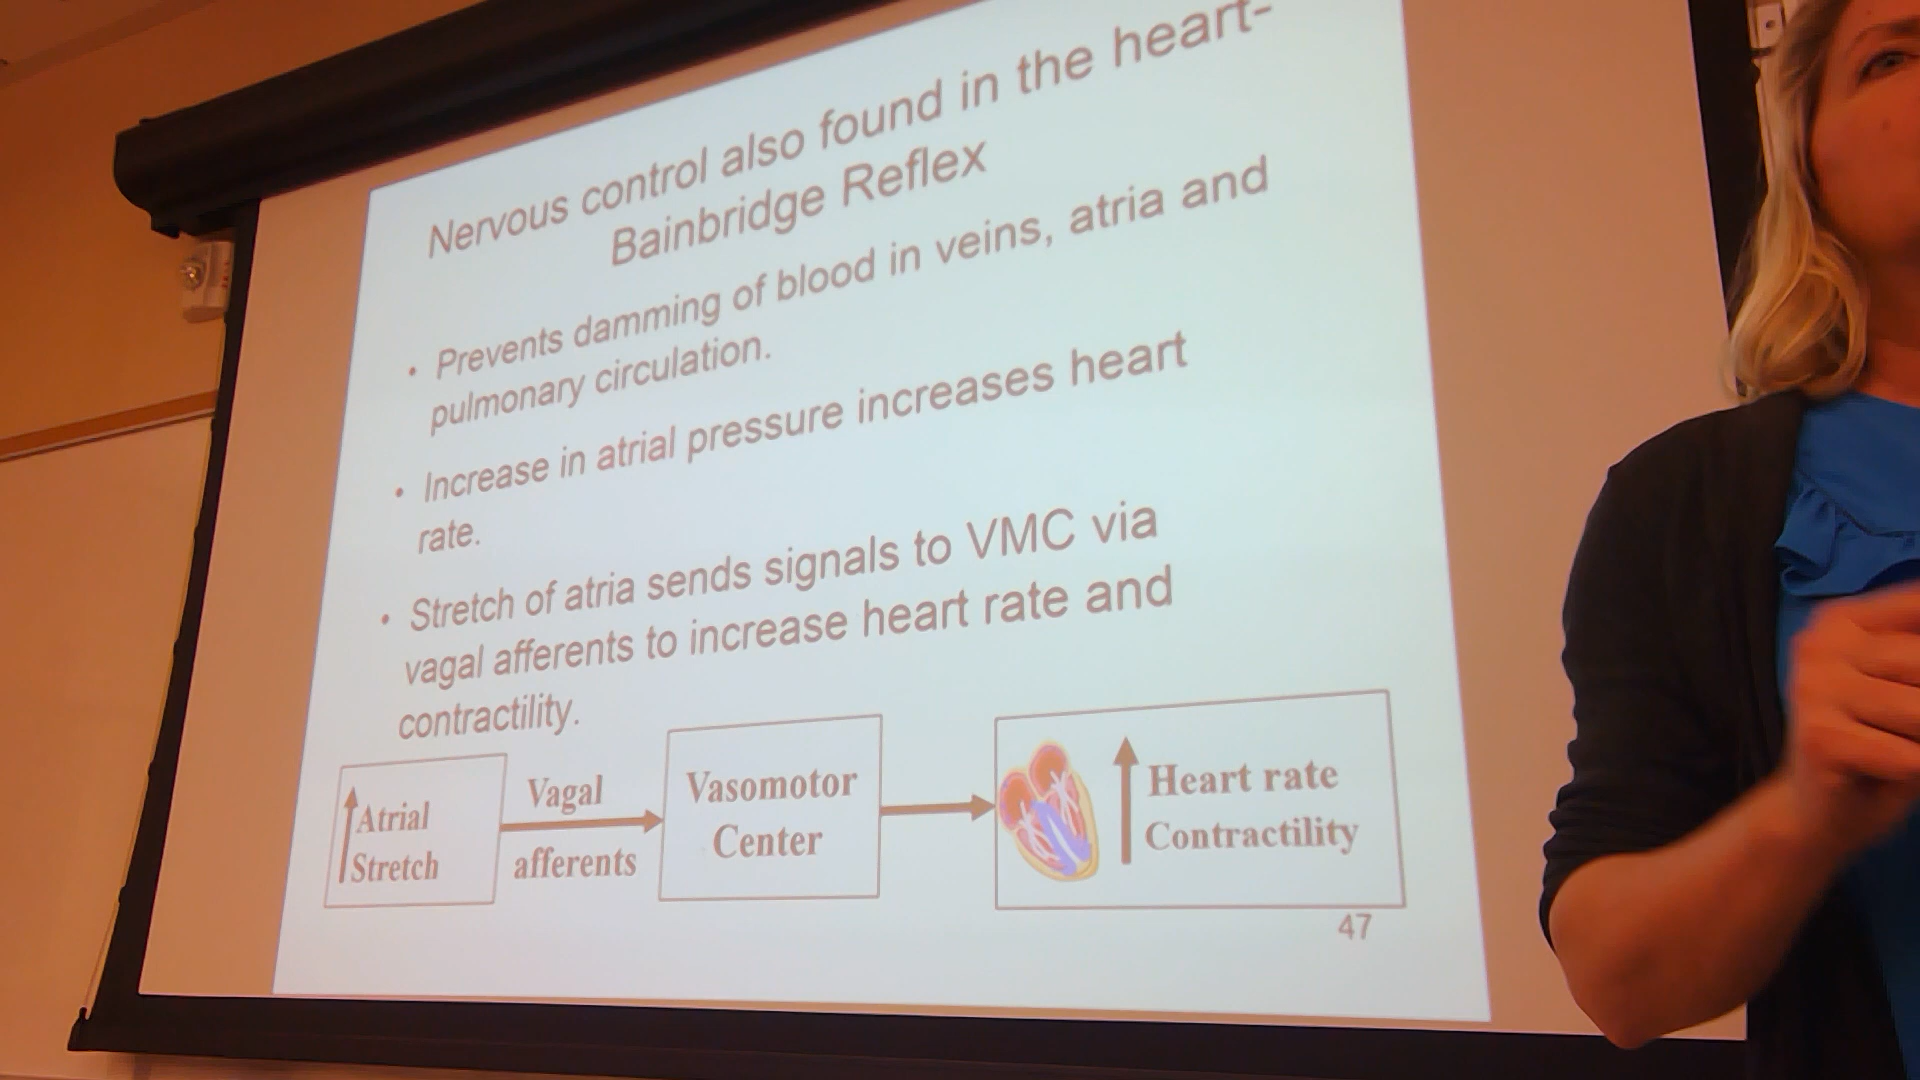 Nervous control also found in the heart-
Bainbridge Reflex
• Prevents damming of blood in veins, atria and
pulmonary circulation.
• Increase in atrial pressure increases heart
rate.
• Stretch of atria sends signals to VMC via
vagal afferents to increase heart rate and
contractility.
Atrial
Stretch
Vagal
afferents
Vasomotor
Center
Heart rate
Contractility
47